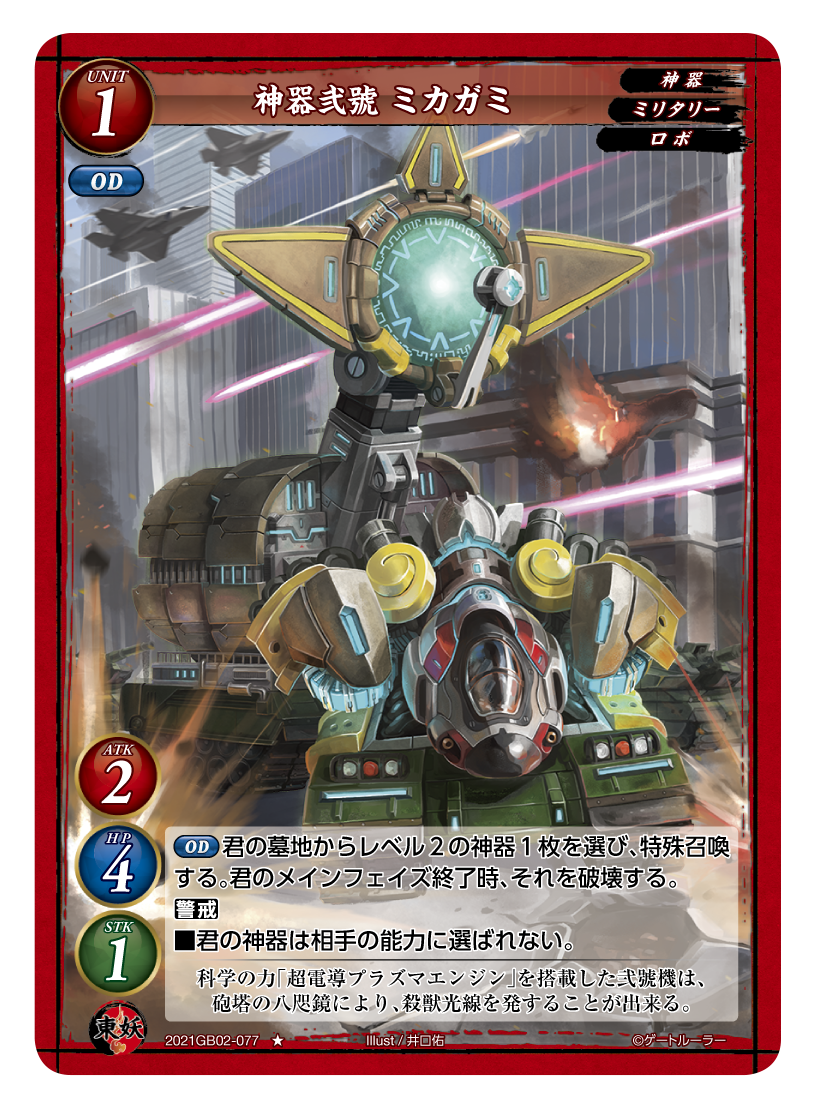 UNIT
1
神器弐號 ミカガミ
神器
ミリタリー
ロボ
OD
ATK
2
HP
4
STK
1
OD 君の墓地からレベル2の神器1枚を選び、特殊召喚
する。君のメインフェイズ終了時、それを破壊する。
警戒
■君の神器は相手の能力に選ばれない。
科学の力「超電導プラズマエンジン」を搭載した弐號機は、
砲塔の八咫鏡により、殺獣光線を発することが出来る。
東妖
2021GB02-077 ★ Illust / 井口佑 ©ゲートルーラー